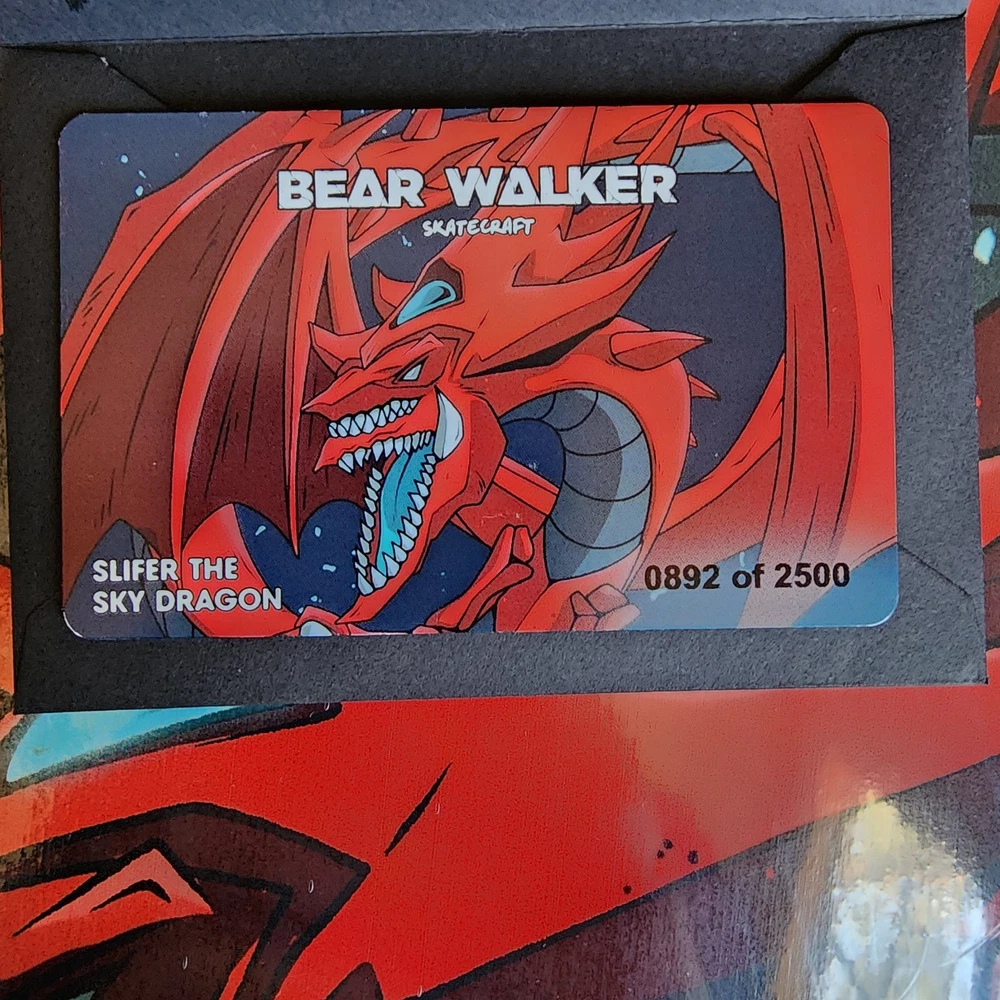 BEAR WALKER
SKATECRAFT
SLIFER THE
SKY DRAGON
0892 of 2500